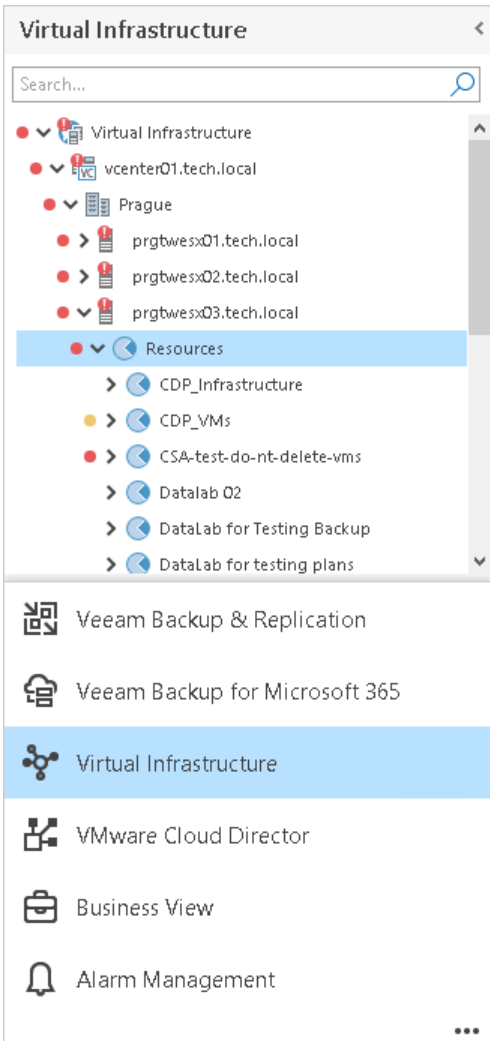 Virtual Infrastructure
Search...
Virtual Infrastructure
VC vcenter01.tech.local
Prague
prgtwesx01.tech.local
prgtwesx02.tech.local
prgtwesx03.tech.local
Resources
CDP_Infrastructure
CDP_VMs
CSA-test-do-nt-delete-vms
Datalab 02
DataLab for Testing Backup
DataLab for testing plans
Veeam Backup & Replication
Veeam Backup for Microsoft 365
Virtual Infrastructure
VMware Cloud Director
Business View
Alarm Management